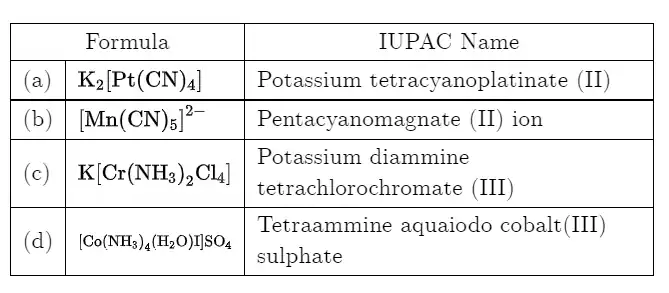 Formula IUPAC Name
(a) K₂[Pt(CN)₄] Potassium tetracyanoplatinate (II)
(b) [Mn(CN)₅]²⁻ Pentacyanomagnate (II) ion
(c) K[Cr(NH₃)₂Cl₄] Potassium diammine
tetrachlorochromate (III)
(d) [Co(NH₃)₄(H₂O)I]SO₄ Tetraammine aquaiodo cobalt(III)
sulphate